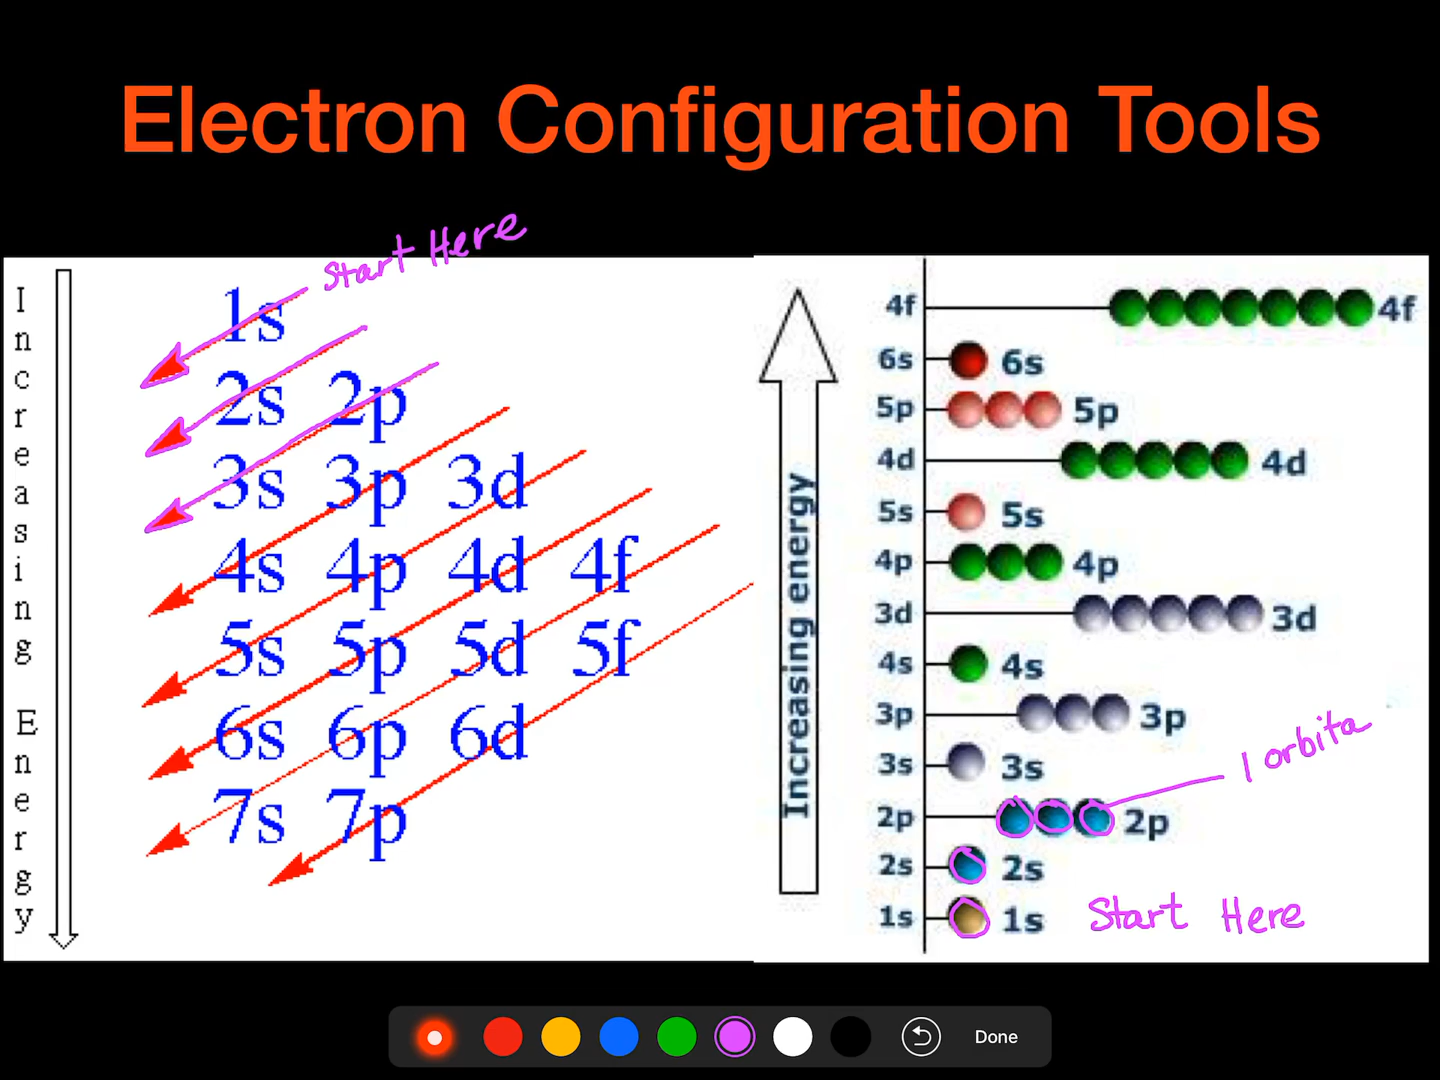 Electron Configuration Tools
Start Here
Increasing Energy
1s
2s 2p
3s 3p 3d
4s 4p 4d 4f
5s 5p 5d 5f
6s 6p 6d
7s 7p
Increasing energy
4f 4f
6s 6s
5p 5p
4d 4d
5s 5s
4p 4p
3d 3d
4s 4s
3p 3p
3s 3s
1 orbita
2p 2p
2s 2s
1s 1s Start Here
Done